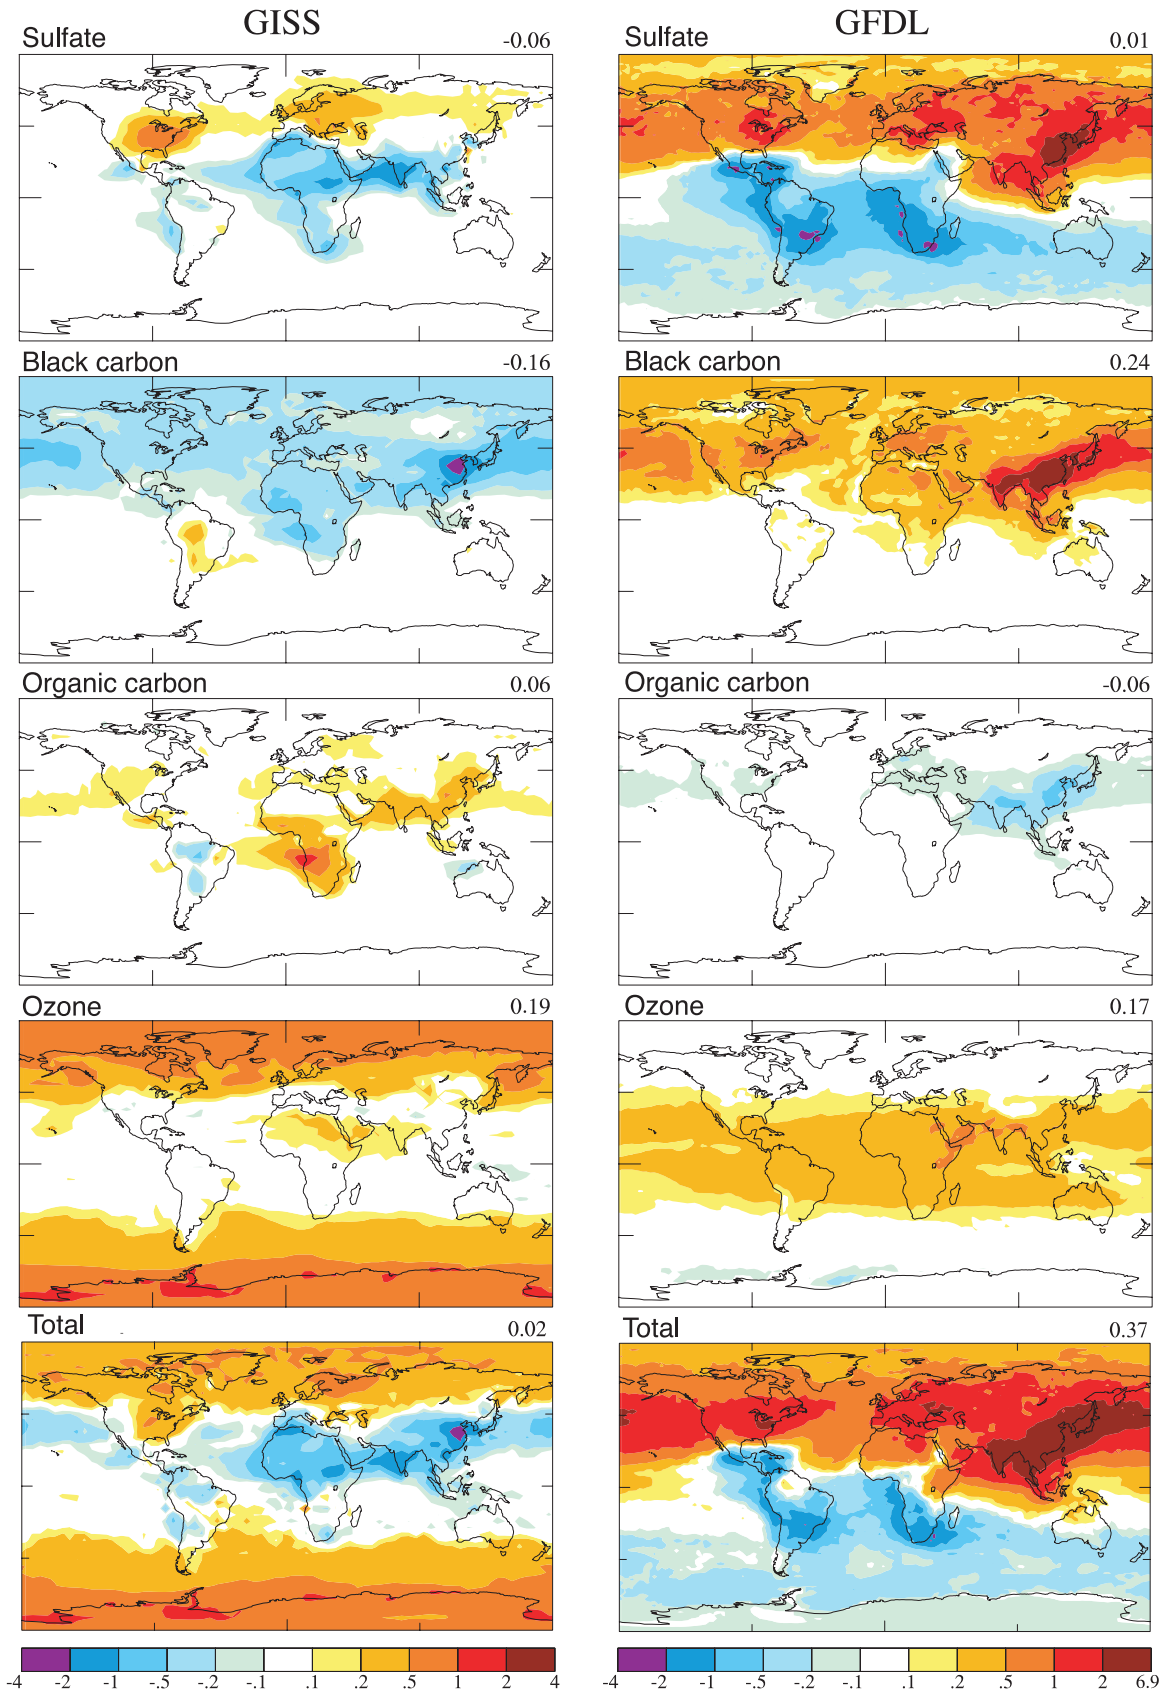 GISS GFDL
Sulfate -0.06 Sulfate 0.01
Black carbon -0.16 Black carbon 0.24
Organic carbon 0.06 Organic carbon -0.06
Ozone 0.19 Ozone 0.17
Total 0.02 Total 0.37
-4 -2 -1 -.5 -.2 -.1 .1 .2 .5 1 2 4 -4 -2 -1 -.5 -.2 -.1 .1 .2 .5 1 2 6.9